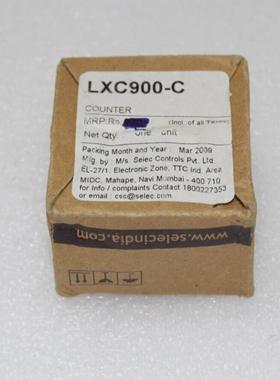 LXC900-C
COUNTER
MRP.Rs. (Incl. of all Taxes)
Net Qty. one unit
Packing Month and Year : Mar 2009
Mfg. by : M/s. Selec Controls Pvt. Ltd.
EL-27/1, Electronic Zone, TTC Ind. Area
MIDC, Mahape, Navi Mumbai - 400 710
for Info / complaints Contact 1800227353
or email : csc@selec.com
www.selecindia.com